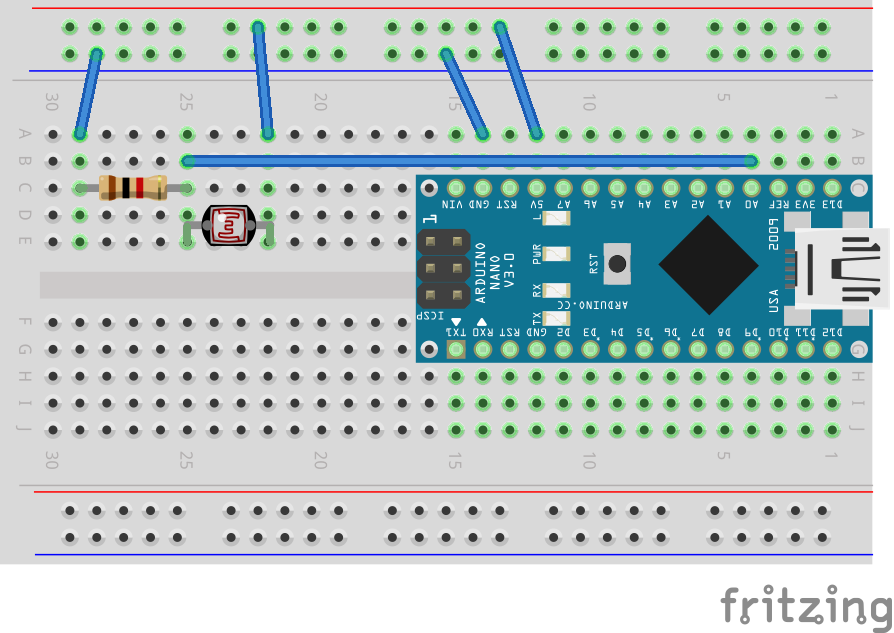 30 25 20 15 10 5 1
A A
B B
C C
VIN GND RST 5V A7 A6 A5 A4 A3 A2 A1 A0 REF 3V3 D13
D
E
1
L
PWR
RX
TX
ARDUINO
NANO
V3.0
RST
ARDUINO.CC
USA
2009
ICSP
TX1 RX0 RST GND D2 D3 D4 D5 D6 D7 D8 D9 D10 D11 D12
F
G G
H H
I I
J J
30 25 20 15 10 5 1
fritzing